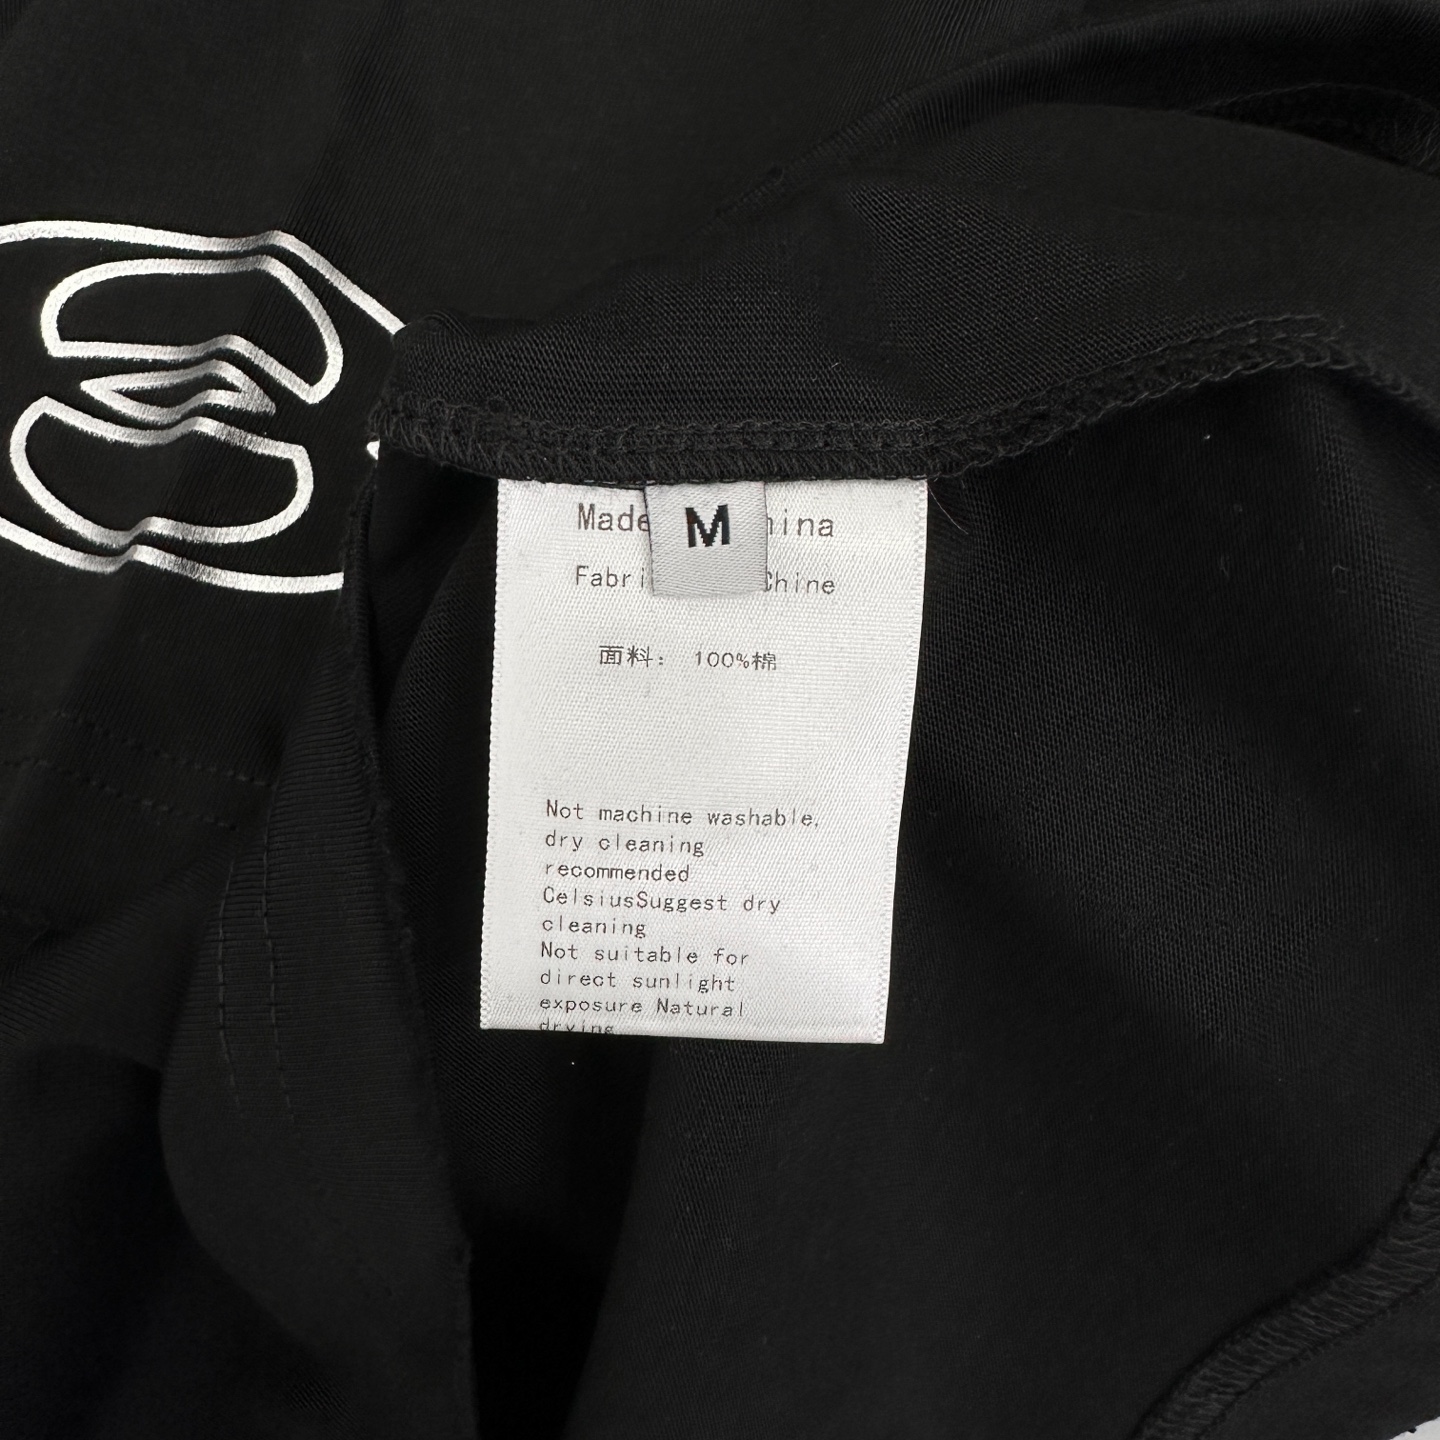 M
Made hina
Fabri Chine
面料: 100%棉
Not machine washable,
dry cleaning
recommended
CelsiusSuggest dry
cleaning
Not suitable for
direct sunlight
exposure Natural
drying